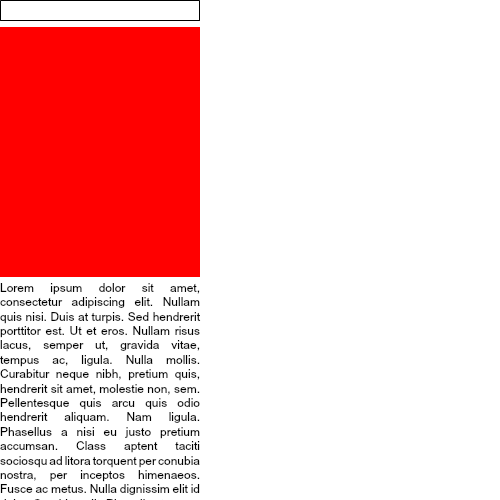 Lorem ipsum dolor sit amet,
consectetur adipiscing elit. Nullam
quis nisi. Duis at turpis. Sed hendrerit
porttitor est. Ut et eros. Nullam risus
lacus, semper ut, gravida vitae,
tempus ac, ligula. Nulla mollis.
Curabitur neque nibh, pretium quis,
hendrerit sit amet, molestie non, sem.
Pellentesque quis arcu quis odio
hendrerit aliquam. Nam ligula.
Phasellus a nisi eu justo pretium
accumsan. Class aptent taciti
sociosqu ad litora torquent per conubia
nostra, per inceptos himenaeos.
Fusce ac metus. Nulla dignissim elit id